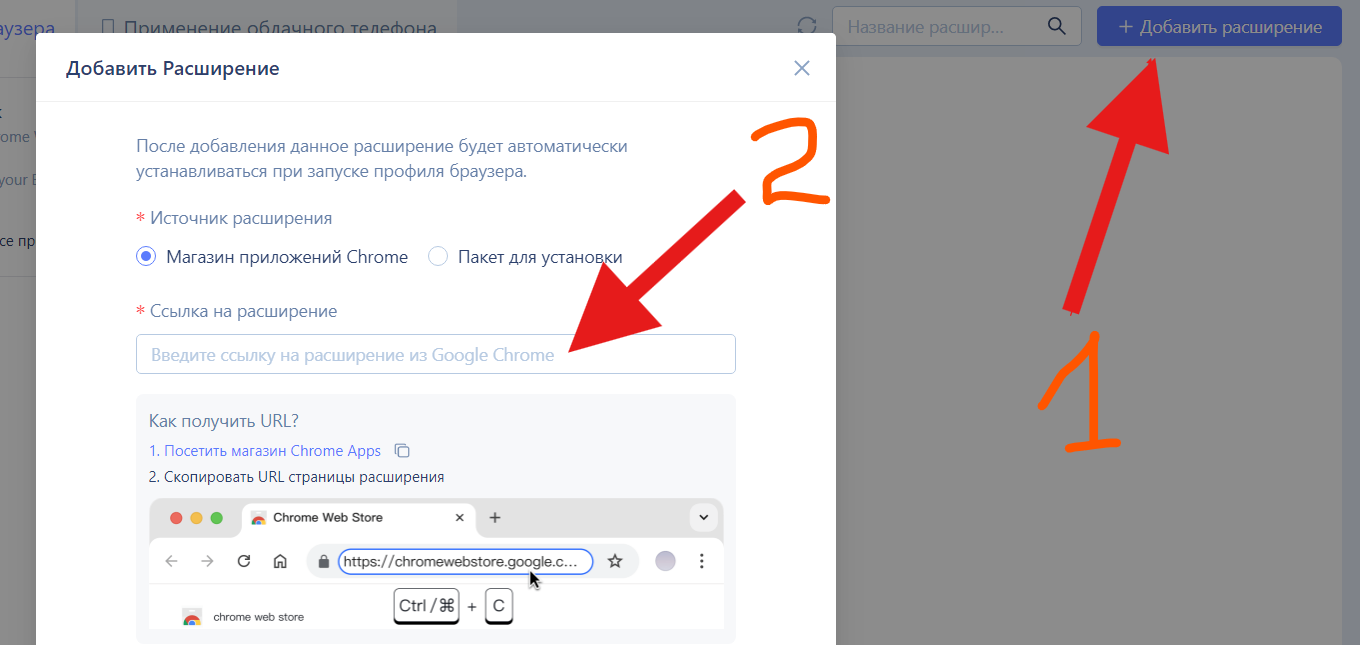 аузера
Применение облачного телефона
Название расшир...
+ Добавить расширение
Добавить Расширение
После добавления данное расширение будет автоматически
устанавливаться при запуске профиля браузера.
* Источник расширения
Магазин приложений Chrome
Пакет для установки
* Ссылка на расширение
Введите ссылку на расширение из Google Chrome
Как получить URL?
1. Посетить магазин Chrome Apps
2. Скопировать URL страницы расширения
Chrome Web Store
https://chromewebstore.google.c...
Ctrl / ⌘ + C
chrome web store
your
се пр
2
1